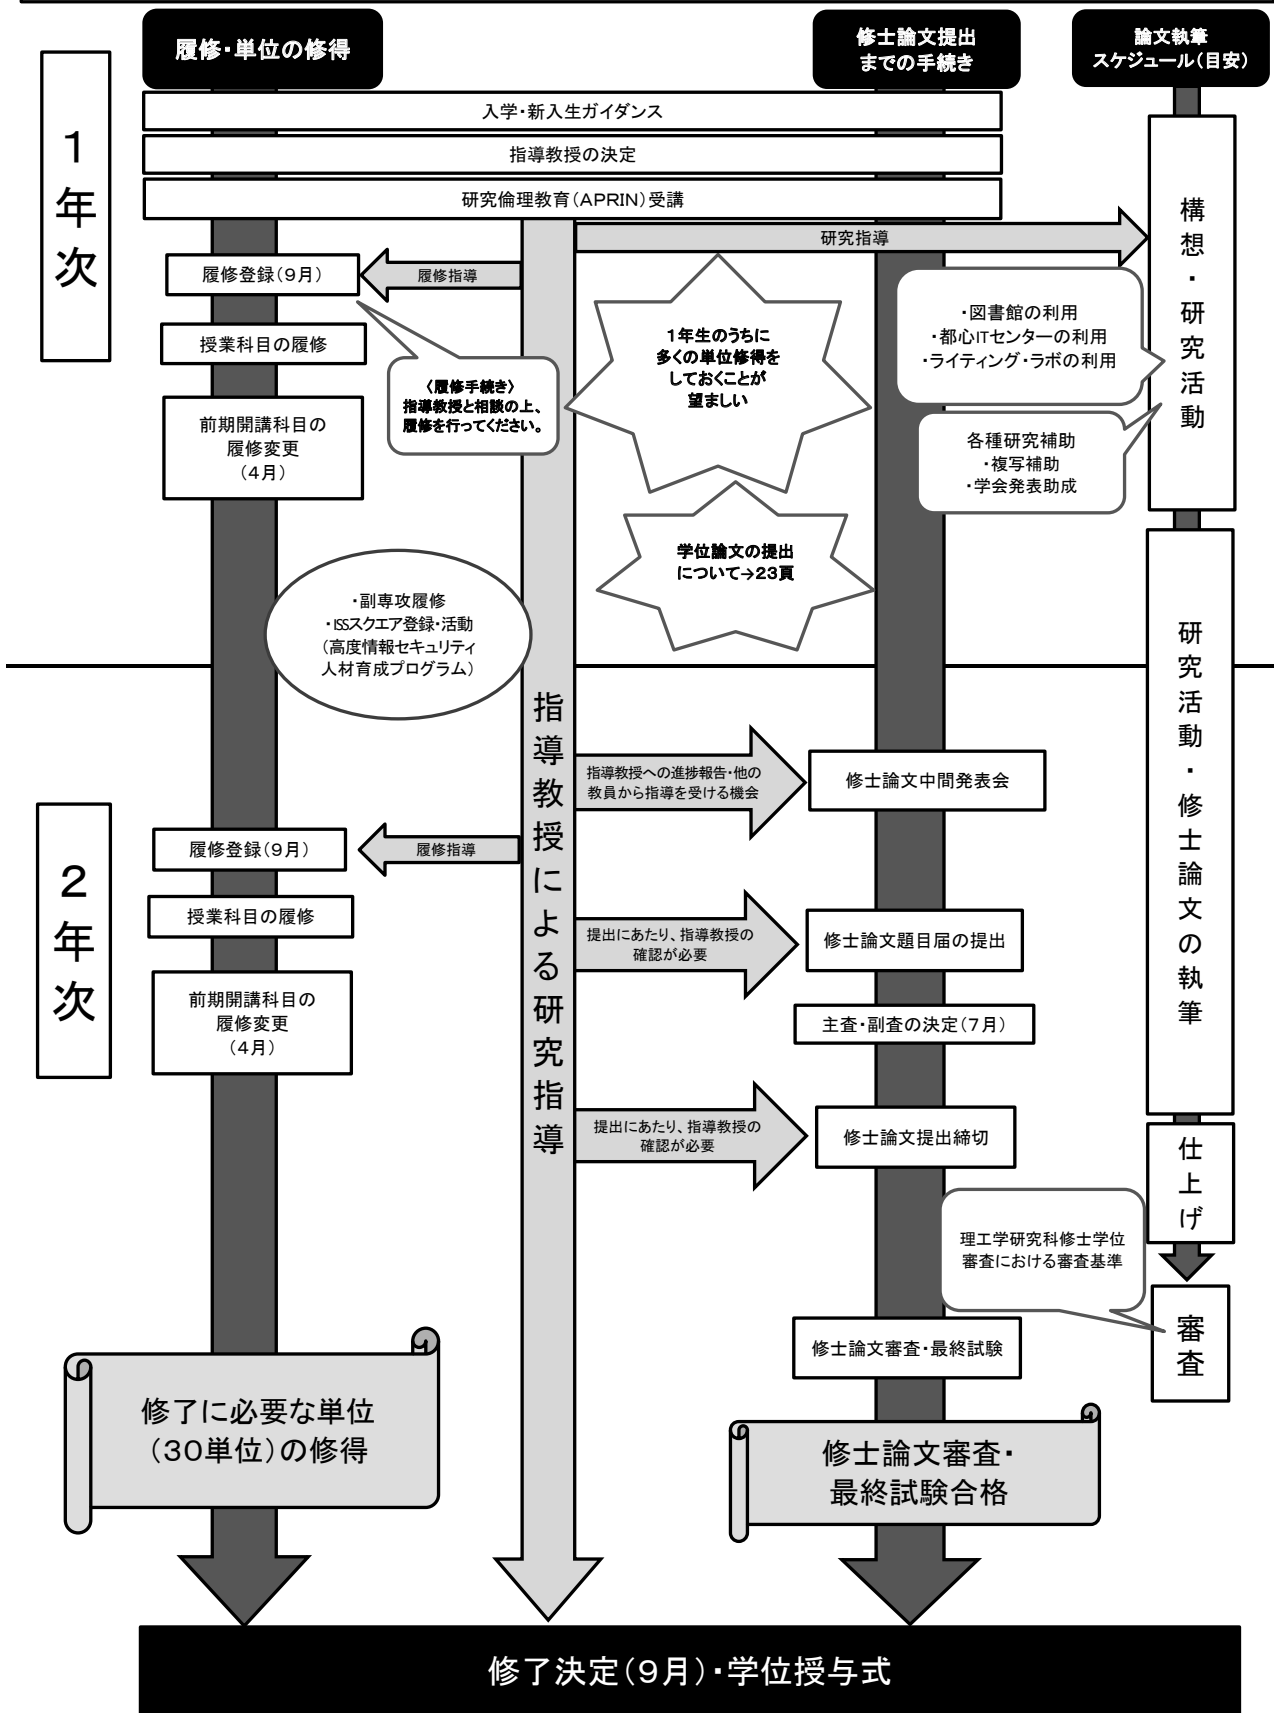 履修・単位の修得
修士論文提出
までの手続き
論文執筆
スケジュール（目安）
1年次
入学・新入生ガイダンス
指導教授の決定
研究倫理教育（APRIN）受講
研究指導
構想・研究活動
履修登録（9月）
履修指導
授業科目の履修
〈履修手続き〉
指導教授と相談の上、
履修を行ってください。
前期開講科目の
履修変更
（4月）
1年生のうちに
多くの単位修得を
しておくことが
望ましい
・図書館の利用
・都心ITセンターの利用
・ライティング・ラボの利用
各種研究補助
・複写補助
・学会発表助成
学位論文の提出
について→23頁
・副専攻履修
・ISSスクエア登録・活動
（高度情報セキュリティ
人材育成プログラム）
研究活動・修士論文の執筆
指導教授による研究指導
2年次
指導教授への進捗報告・他の
教員から指導を受ける機会
修士論文中間発表会
履修登録（9月）
履修指導
授業科目の履修
提出にあたり、指導教授の
確認が必要
修士論文題目届の提出
前期開講科目の
履修変更
（4月）
主査・副査の決定（7月）
提出にあたり、指導教授の
確認が必要
修士論文提出締切
仕上げ
理工学研究科修士学位
審査における審査基準
審査
修士論文審査・最終試験
修了に必要な単位
（30単位）の修得
修士論文審査・
最終試験合格
修了決定（9月）・学位授与式